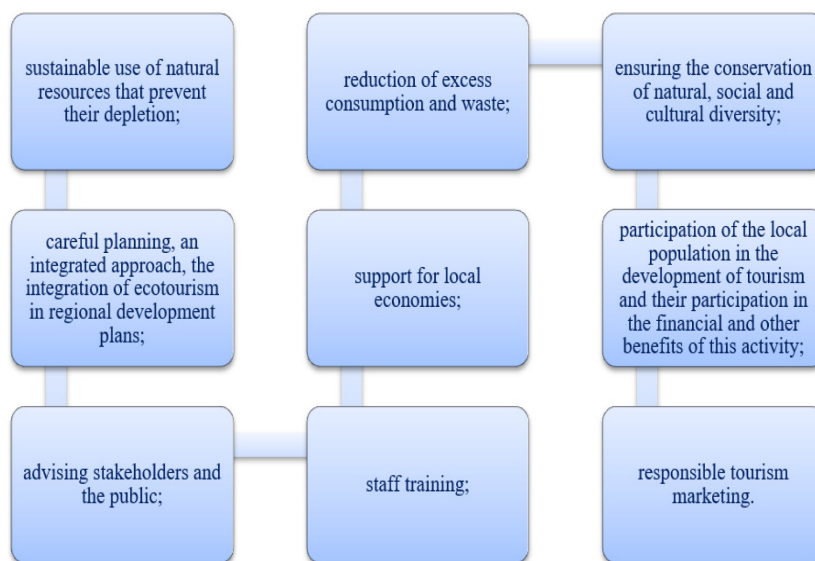 sustainable use of natural
resources that prevent
their depletion;
careful planning, an
integrated approach, the
integration of ecotourism
in regional development
plans;
advising stakeholders and
the public;
staff training;
support for local
economies;
reduction of excess
consumption and waste;
ensuring the conservation
of natural, social and
cultural diversity;
participation of the local
population in the
development of tourism
and their participation in
the financial and other
benefits of this activity;
responsible tourism
marketing.